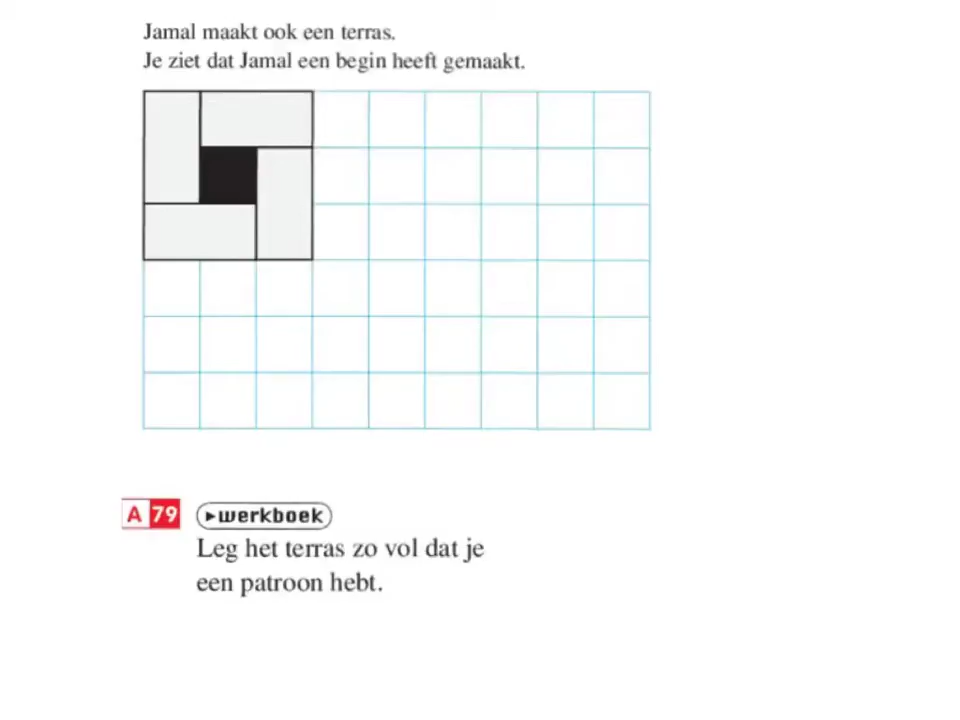 Jamal maakt ook een terras.
Je ziet dat Jamal een begin heeft gemaakt.
A 79 ▸werkboek
Leg het terras zo vol dat je
een patroon hebt.